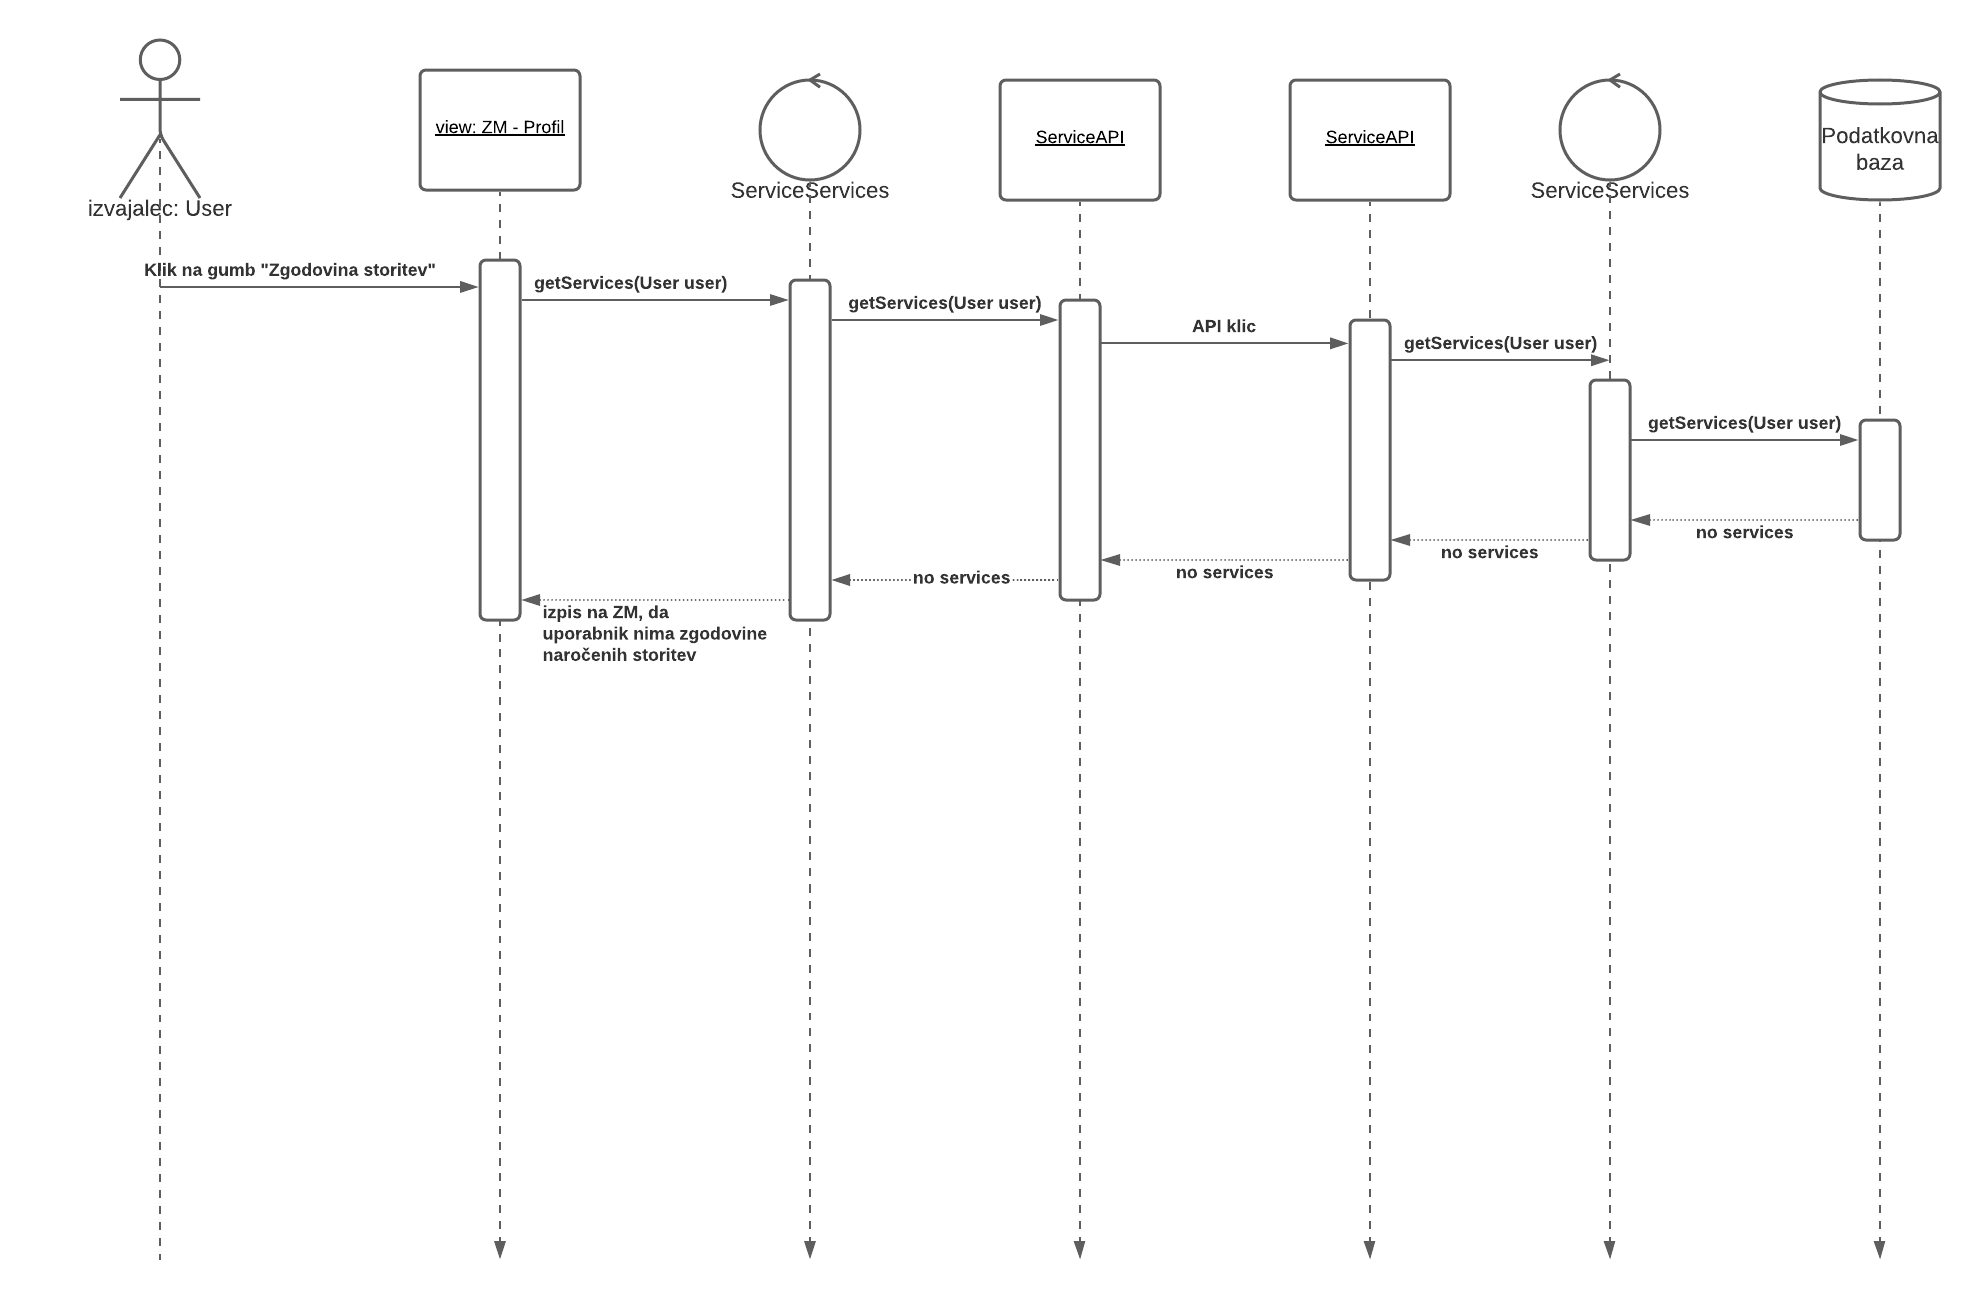 view: ZM - Profil
ServiceServices
ServiceAPI
ServiceAPI
ServiceServices
Podatkovna
baza
izvajalec: User
Klik na gumb "Zgodovina storitev"
getServices(User user)
getServices(User user)
API klic
getServices(User user)
getServices(User user)
no services
no services
no services
no services
izpis na ZM, da
uporabnik nima zgodovine
naročenih storitev